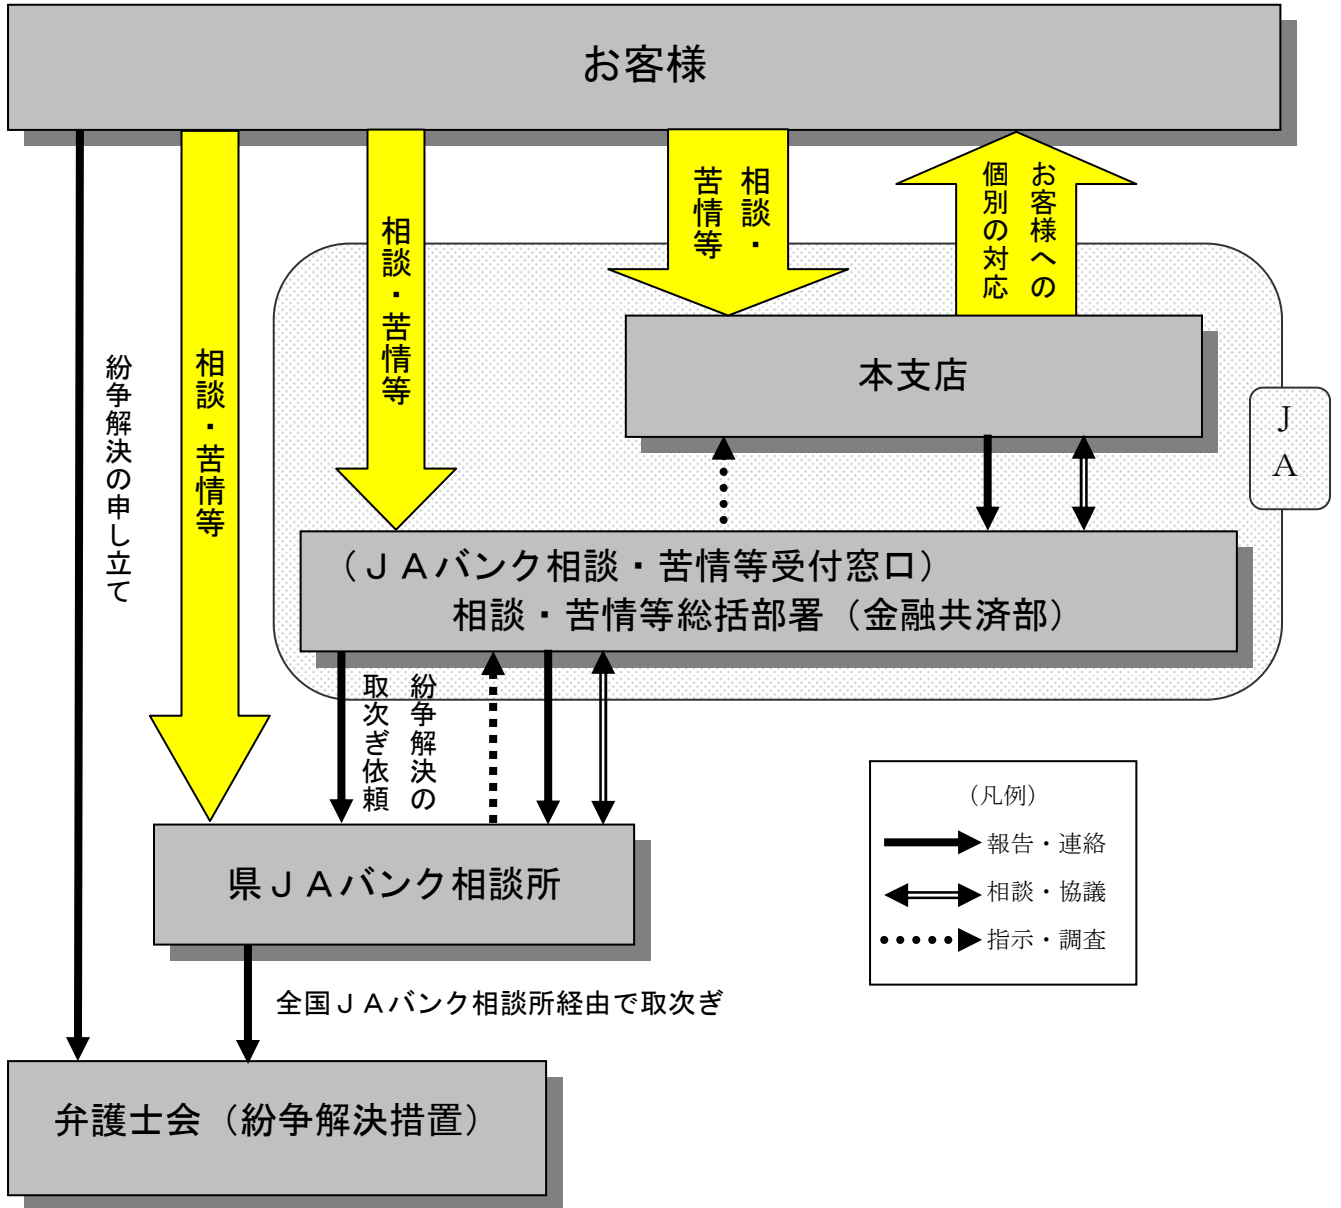 お客様
相談・
苦情等
お客様への
個別の対応
相談・苦情等
相談・苦情等
紛争解決の申し立て
本支店
J
A
（ＪＡバンク相談・苦情等受付窓口）
相談・苦情等総括部署（金融共済部）
紛争解決の
取次ぎ依頼
（凡例）
報告・連絡
相談・協議
指示・調査
県ＪＡバンク相談所
全国ＪＡバンク相談所経由で取次ぎ
弁護士会（紛争解決措置）